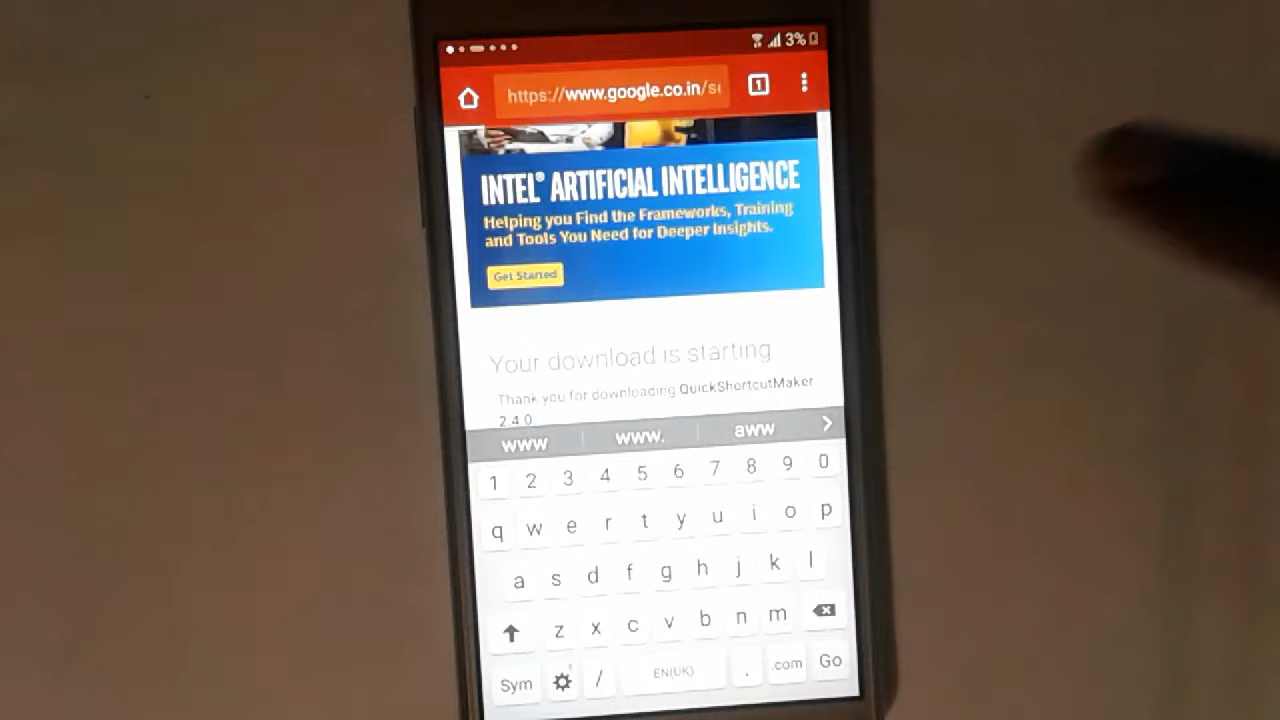 3%
https://www.google.co.in/s
1
INTEL® ARTIFICIAL INTELLIGENCE
Helping you Find the Frameworks, Training
and Tools You Need for Deeper Insights.
Get Started
Your download is starting
Thank you for downloading QuickShortcutMaker
2.4.0
www www. aww
1 2 3 4 5 6 7 8 9 0
q w e r t y u i o p
a s d f g h j k l
z x c v b n m
Sym / EN(UK) . .com Go